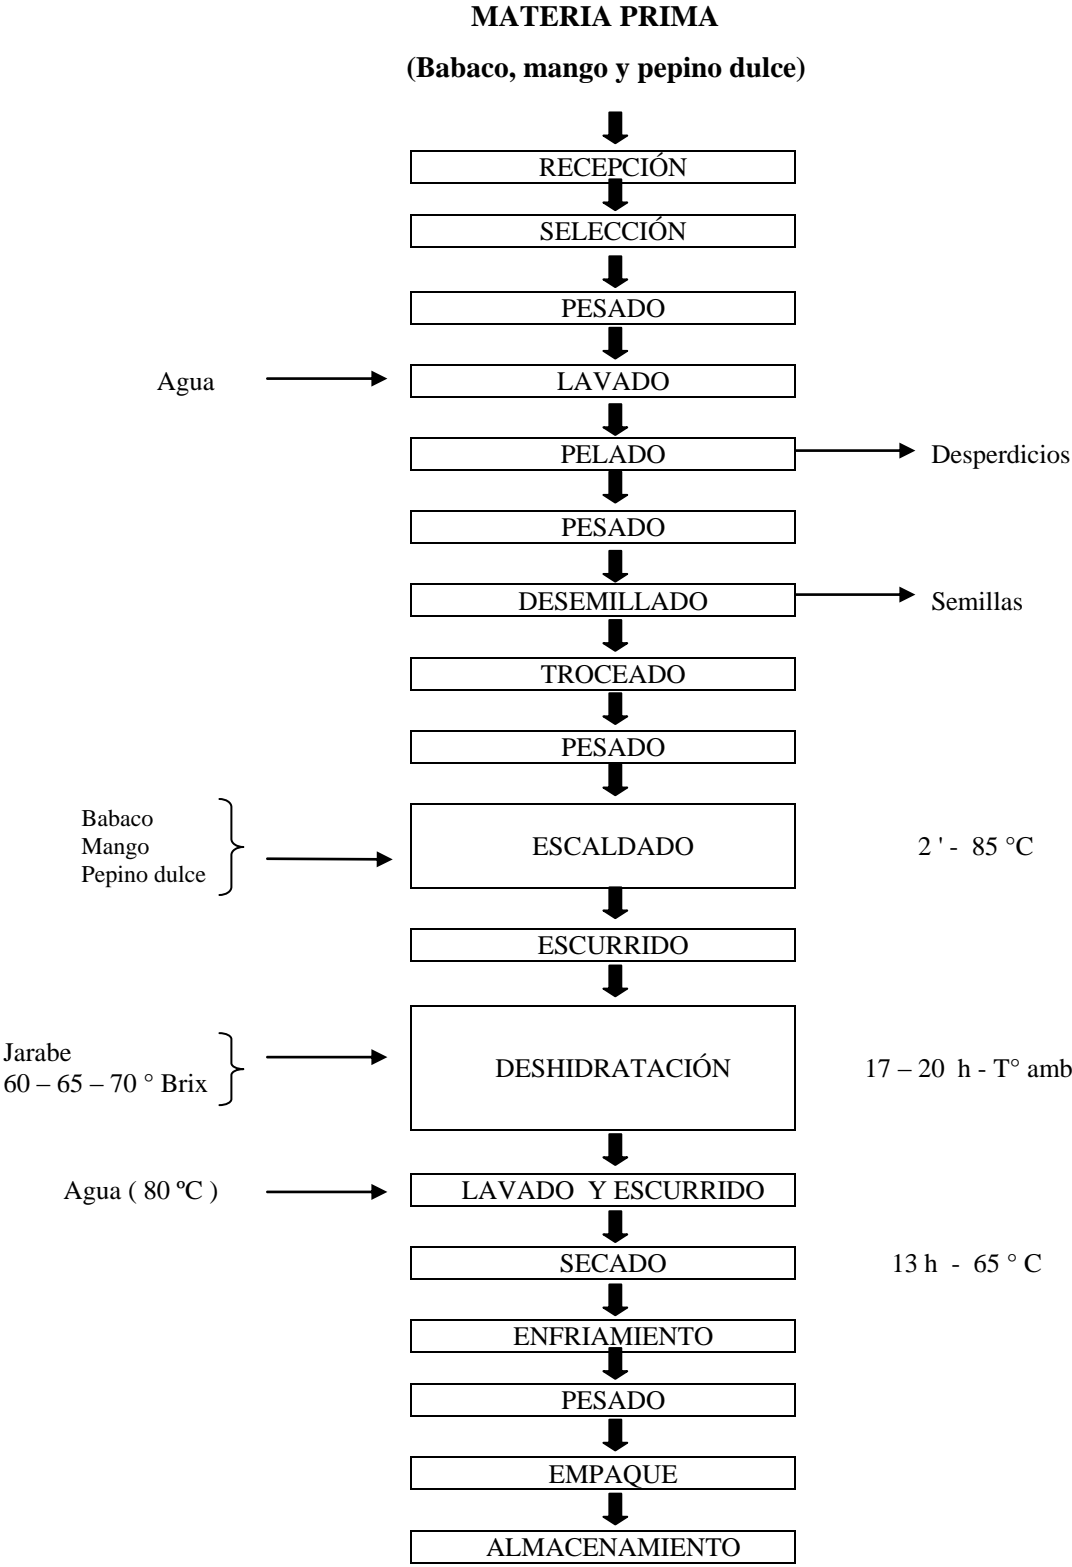 MATERIA PRIMA
(Babaco, mango y pepino dulce)
RECEPCIÓN
SELECCIÓN
PESADO
Agua
LAVADO
PELADO
Desperdicios
PESADO
DESEMILLADO
Semillas
TROCEADO
PESADO
Babaco
Mango
Pepino dulce
ESCALDADO
2 ' - 85 °C
ESCURRIDO
Jarabe
60 – 65 – 70 ° Brix
DESHIDRATACIÓN
17 – 20 h - T° amb
Agua ( 80 ºC )
LAVADO Y ESCURRIDO
SECADO
13 h - 65 ° C
ENFRIAMIENTO
PESADO
EMPAQUE
ALMACENAMIENTO